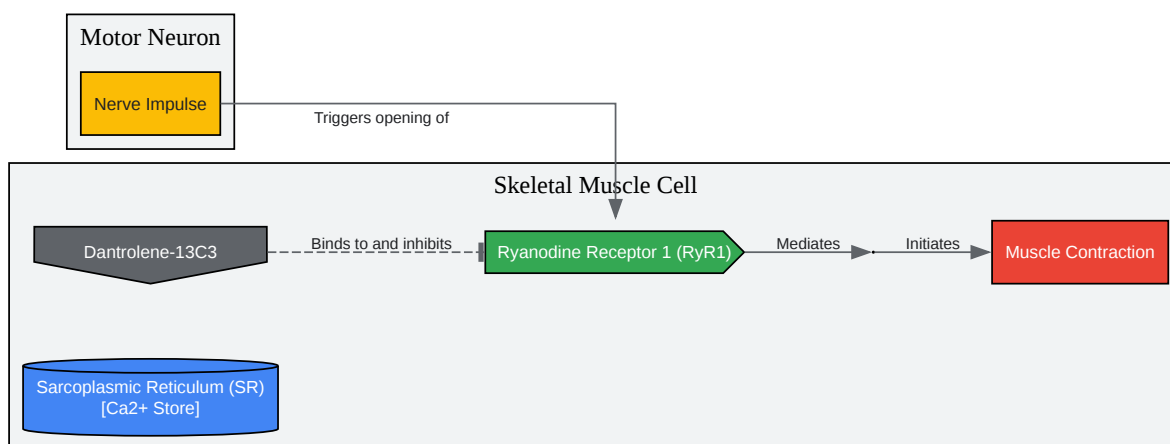 Motor Neuron
Nerve Impulse
Triggers opening of
Skeletal Muscle Cell
Dantrolene-13C3
Binds to and inhibits
Ryanodine Receptor 1 (RyR1)
Mediates
Initiates
Muscle Contraction
Sarcoplasmic Reticulum (SR)
[Ca2+ Store]